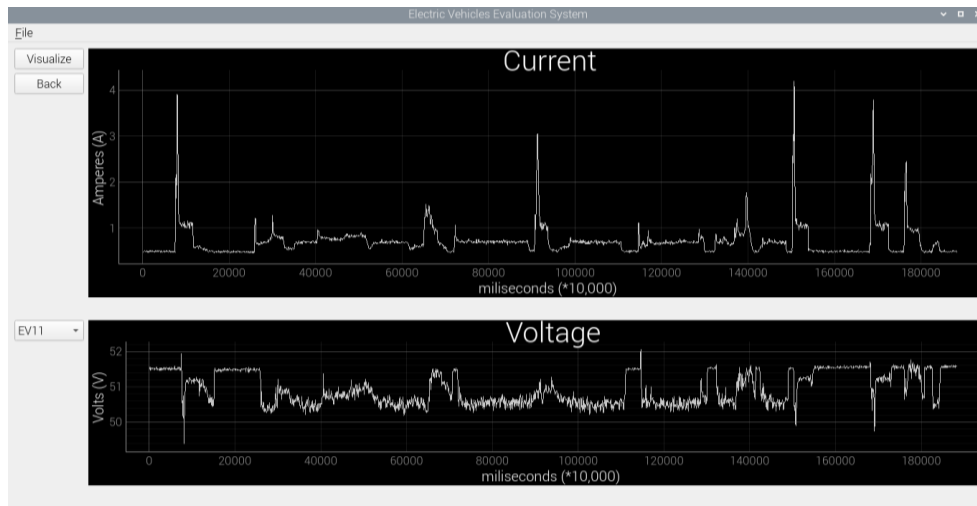 Electric Vehicles Evaluation System
File
Visualize
Back
Current
Amperes (A)
4
3
2
1
0 20000 40000 60000 80000 100000 120000 140000 160000 180000
miliseconds (*10,000)
EV11
Voltage
Volts (V)
52
51
50
0 20000 40000 60000 80000 100000 120000 140000 160000 180000
miliseconds (*10,000)